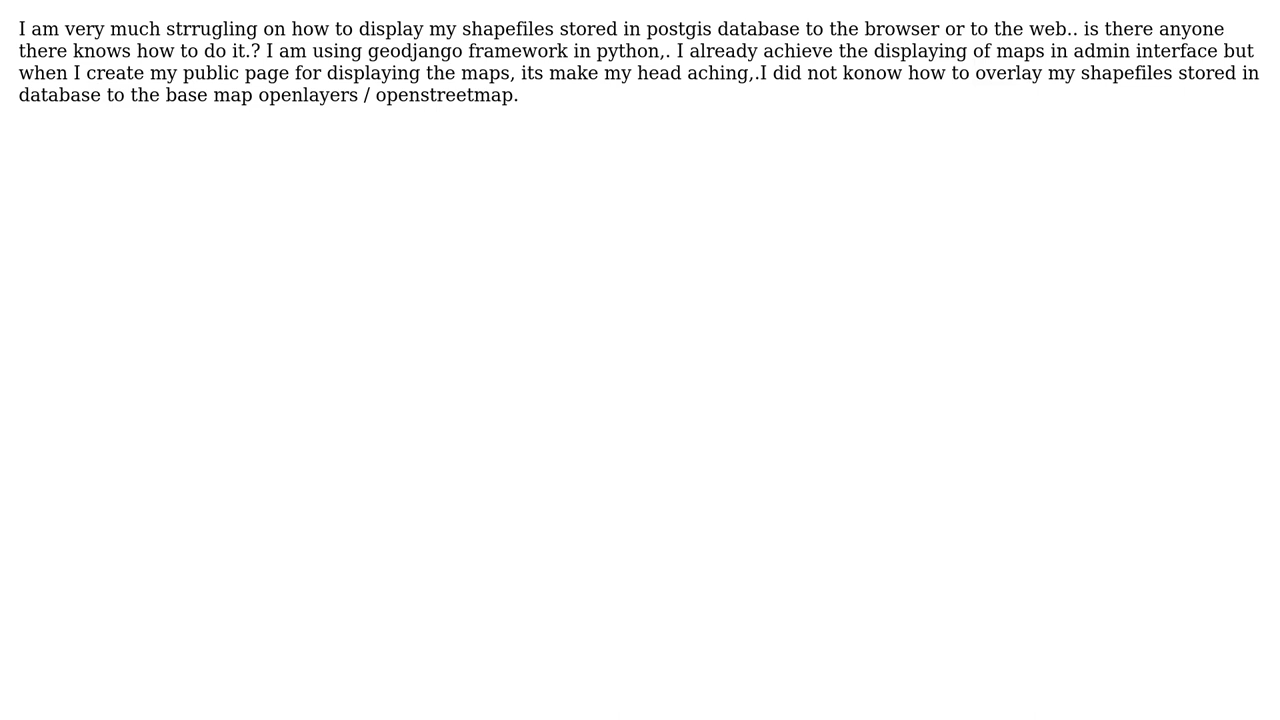 I am very much strrugling on how to display my shapefiles stored in postgis database to the browser or to the web.. is there anyone
there knows how to do it.? I am using geodjango framework in python,. I already achieve the displaying of maps in admin interface but
when I create my public page for displaying the maps, its make my head aching,.I did not konow how to overlay my shapefiles stored in
database to the base map openlayers / openstreetmap.